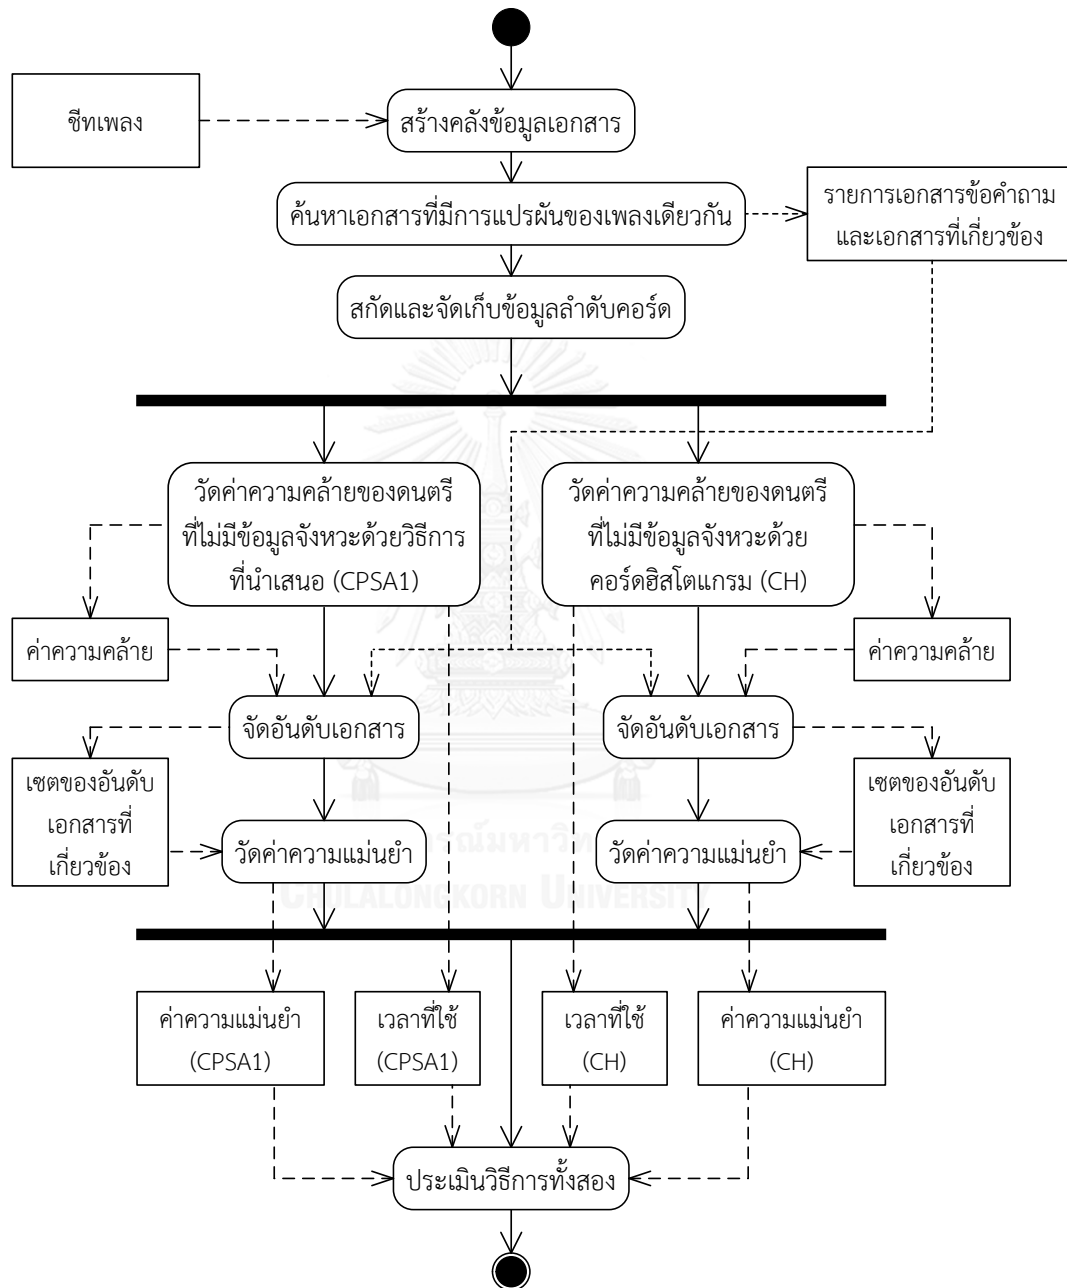 ชีทเพลง
สร้างคลังข้อมูลเอกสาร
ค้นหาเอกสารที่มีการแปรผันของเพลงเดียวกัน
รายการเอกสารข้อคำถาม
และเอกสารที่เกี่ยวข้อง
สกัดและจัดเก็บข้อมูลลำดับคอร์ด
วัดค่าความคล้ายของดนตรี
ที่ไม่มีข้อมูลจังหวะด้วยวิธีการ
ที่นำเสนอ (CPSA1)
วัดค่าความคล้ายของดนตรี
ที่ไม่มีข้อมูลจังหวะด้วย
คอร์ดฮิสโตแกรม (CH)
ค่าความคล้าย
ค่าความคล้าย
จัดอันดับเอกสาร
จัดอันดับเอกสาร
เซตของอันดับ
เอกสารที่
เกี่ยวข้อง
เซตของอันดับ
เอกสารที่
เกี่ยวข้อง
วัดค่าความแม่นยำ
วัดค่าความแม่นยำ
CHULALONGKORN UNIVERSITY
ค่าความแม่นยำ
(CPSA1)
เวลาที่ใช้
(CPSA1)
เวลาที่ใช้
(CH)
ค่าความแม่นยำ
(CH)
ประเมินวิธีการทั้งสอง